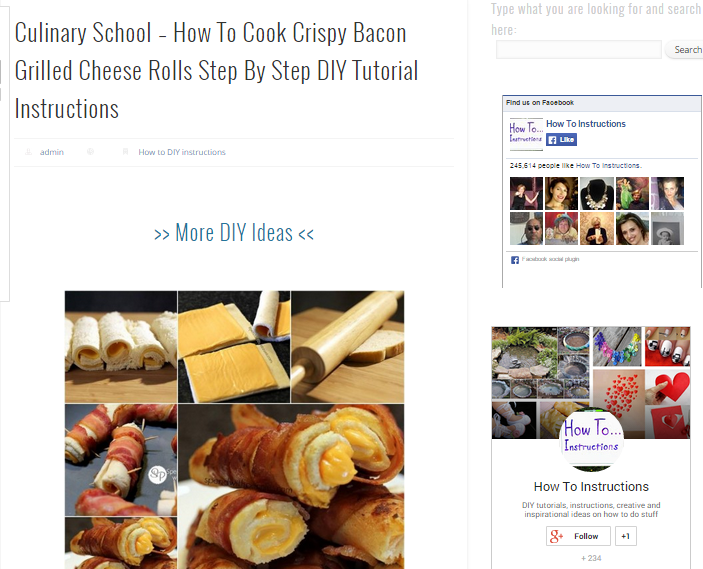 Culinary School – How To Cook Crispy Bacon
Grilled Cheese Rolls Step By Step DIY Tutorial
Instructions
admin
How to DIY instructions
>> More DIY Ideas <<
Type what you are looking for and search
here:
Search
Find us on Facebook
How To...
Instructions
How To Instructions
Like
245,614 people like How To Instructions.
Facebook social plugin
How To...
Instructions
How To Instructions
DIY tutorials, instructions, creative and
inspirational ideas on how to do stuff
g+ Follow
+1
+ 234